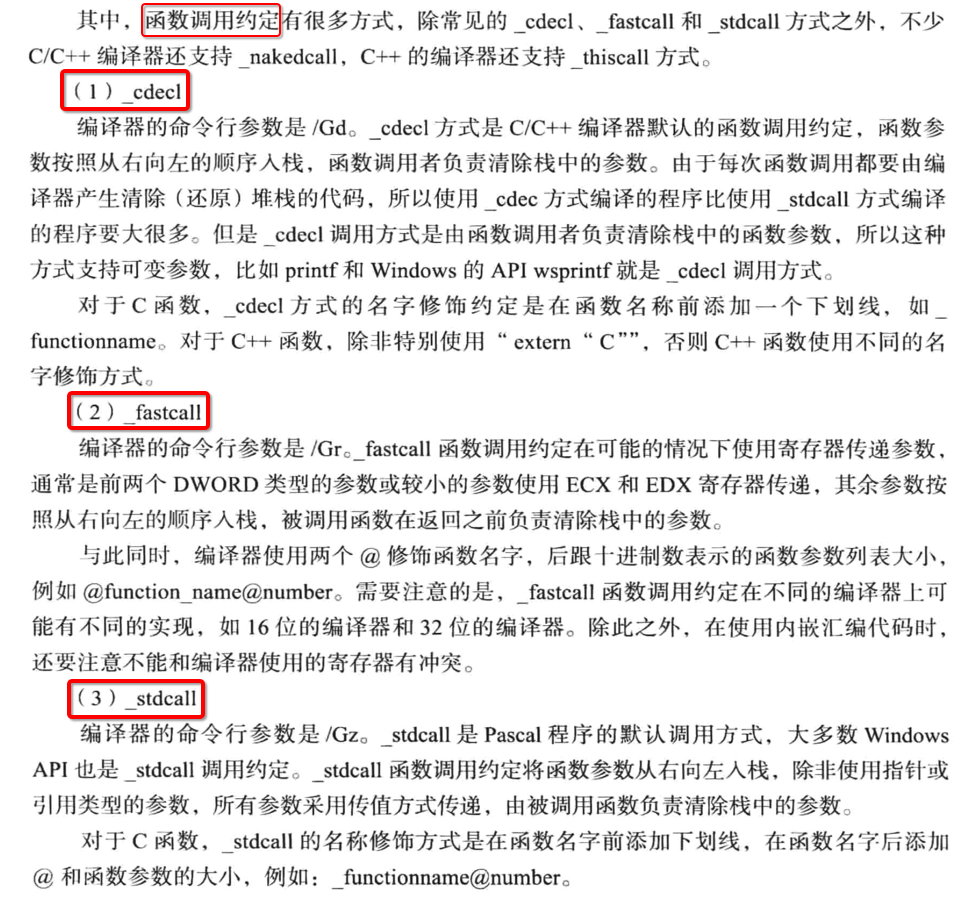 其中，函数调用约定有很多方式，除常见的 _cdecl、_fastcall 和 _stdcall 方式之外，不少
C/C++ 编译器还支持 _nakedcall，C++ 的编译器还支持 _thiscall 方式。
（1）_cdecl
编译器的命令行参数是 /Gd。_cdecl 方式是 C/C++ 编译器默认的函数调用约定，函数参
数按照从右向左的顺序入栈，函数调用者负责清除栈中的参数。由于每次函数调用都要由编
译器产生清除（还原）堆栈的代码，所以使用 _cdec 方式编译的程序比使用 _stdcall 方式编译
的程序要大很多。但是 _cdecl 调用方式是由函数调用者负责清除栈中的函数参数，所以这种
方式支持可变参数，比如 printf 和 Windows 的 API wsprintf 就是 _cdecl 调用方式。
对于 C 函数，_cdecl 方式的名字修饰约定是在函数名称前添加一个下划线，如 _
functionname。对于 C++ 函数，除非特别使用 “ extern “ C””，否则 C++ 函数使用不同的名
字修饰方式。
（2）_fastcall
编译器的命令行参数是 /Gr。_fastcall 函数调用约定在可能的情况下使用寄存器传递参数，
通常是前两个 DWORD 类型的参数或较小的参数使用 ECX 和 EDX 寄存器传递，其余参数按
照从右向左的顺序入栈，被调用函数在返回之前负责清除栈中的参数。
与此同时，编译器使用两个 @ 修饰函数名字，后跟十进制数表示的函数参数列表大小，
例如 @function_name@number。需要注意的是，_fastcall 函数调用约定在不同的编译器上可
能有不同的实现，如 16 位的编译器和 32 位的编译器。除此之外，在使用内嵌汇编代码时，
还要注意不能和编译器使用的寄存器有冲突。
（3）_stdcall
编译器的命令行参数是 /Gz。_stdcall 是 Pascal 程序的默认调用方式，大多数 Windows
API 也是 _stdcall 调用约定。_stdcall 函数调用约定将函数参数从右向左入栈，除非使用指针或
引用类型的参数，所有参数采用传值方式传递，由被调用函数负责清除栈中的参数。
对于 C 函数，_stdcall 的名称修饰方式是在函数名字前添加下划线，在函数名字后添加
@ 和函数参数的大小，例如：_functionname@number。